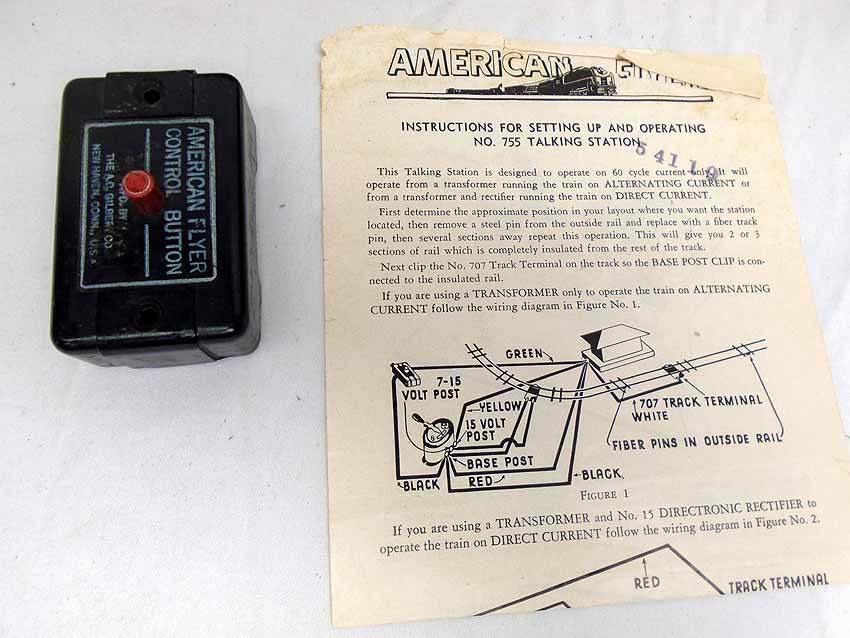 AMERICAN FLYER
CONTROL BUTTON
MFD. BY
THE A.C. GILBERT CO.
NEW HAVEN, CONN., U.S.A.
AMERICAN
INSTRUCTIONS FOR SETTING UP AND OPERATING
NO. 755 TALKING STATION
54119
This Talking Station is designed to operate on 60 cycle current only. It will
operate from a transformer running the train on ALTERNATING CURRENT or
from a transformer and rectifier running the train on DIRECT CURRENT.
First determine the approximate position in your layout where you want the station
located, then remove a steel pin from the outside rail and replace with a fiber track
pin, then several sections away repeat this operation. This will give you 2 or 3
sections of rail which is completely insulated from the rest of the track.
Next clip the No. 707 Track Terminal on the track so the BASE POST CLIP is con-
nected to the insulated rail.
If you are using a TRANSFORMER only to operate the train on ALTERNATING
CURRENT follow the wiring diagram in Figure No. 1.
GREEN
7-15
VOLT POST
YELLOW
15 VOLT
POST
BASE POST
RED
BLACK
BLACK
707 TRACK TERMINAL
WHITE
FIBER PINS IN OUTSIDE RAIL
FIGURE 1
If you are using a TRANSFORMER and No. 15 DIRECTRONIC RECTIFIER to
operate the train on DIRECT CURRENT follow the wiring diagram in Figure No. 2.
RED
TRACK TERMINAL